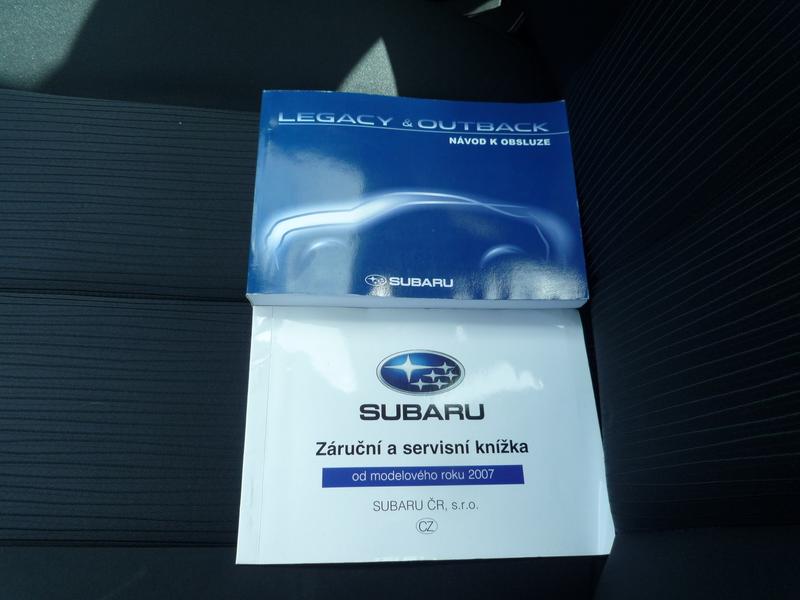 LEGACY & OUTBACK
NÁVOD K OBSLUZE
SUBARU
SUBARU
Záruční a servisní knížka
od modelového roku 2007
SUBARU ČR, s.r.o.
CZ